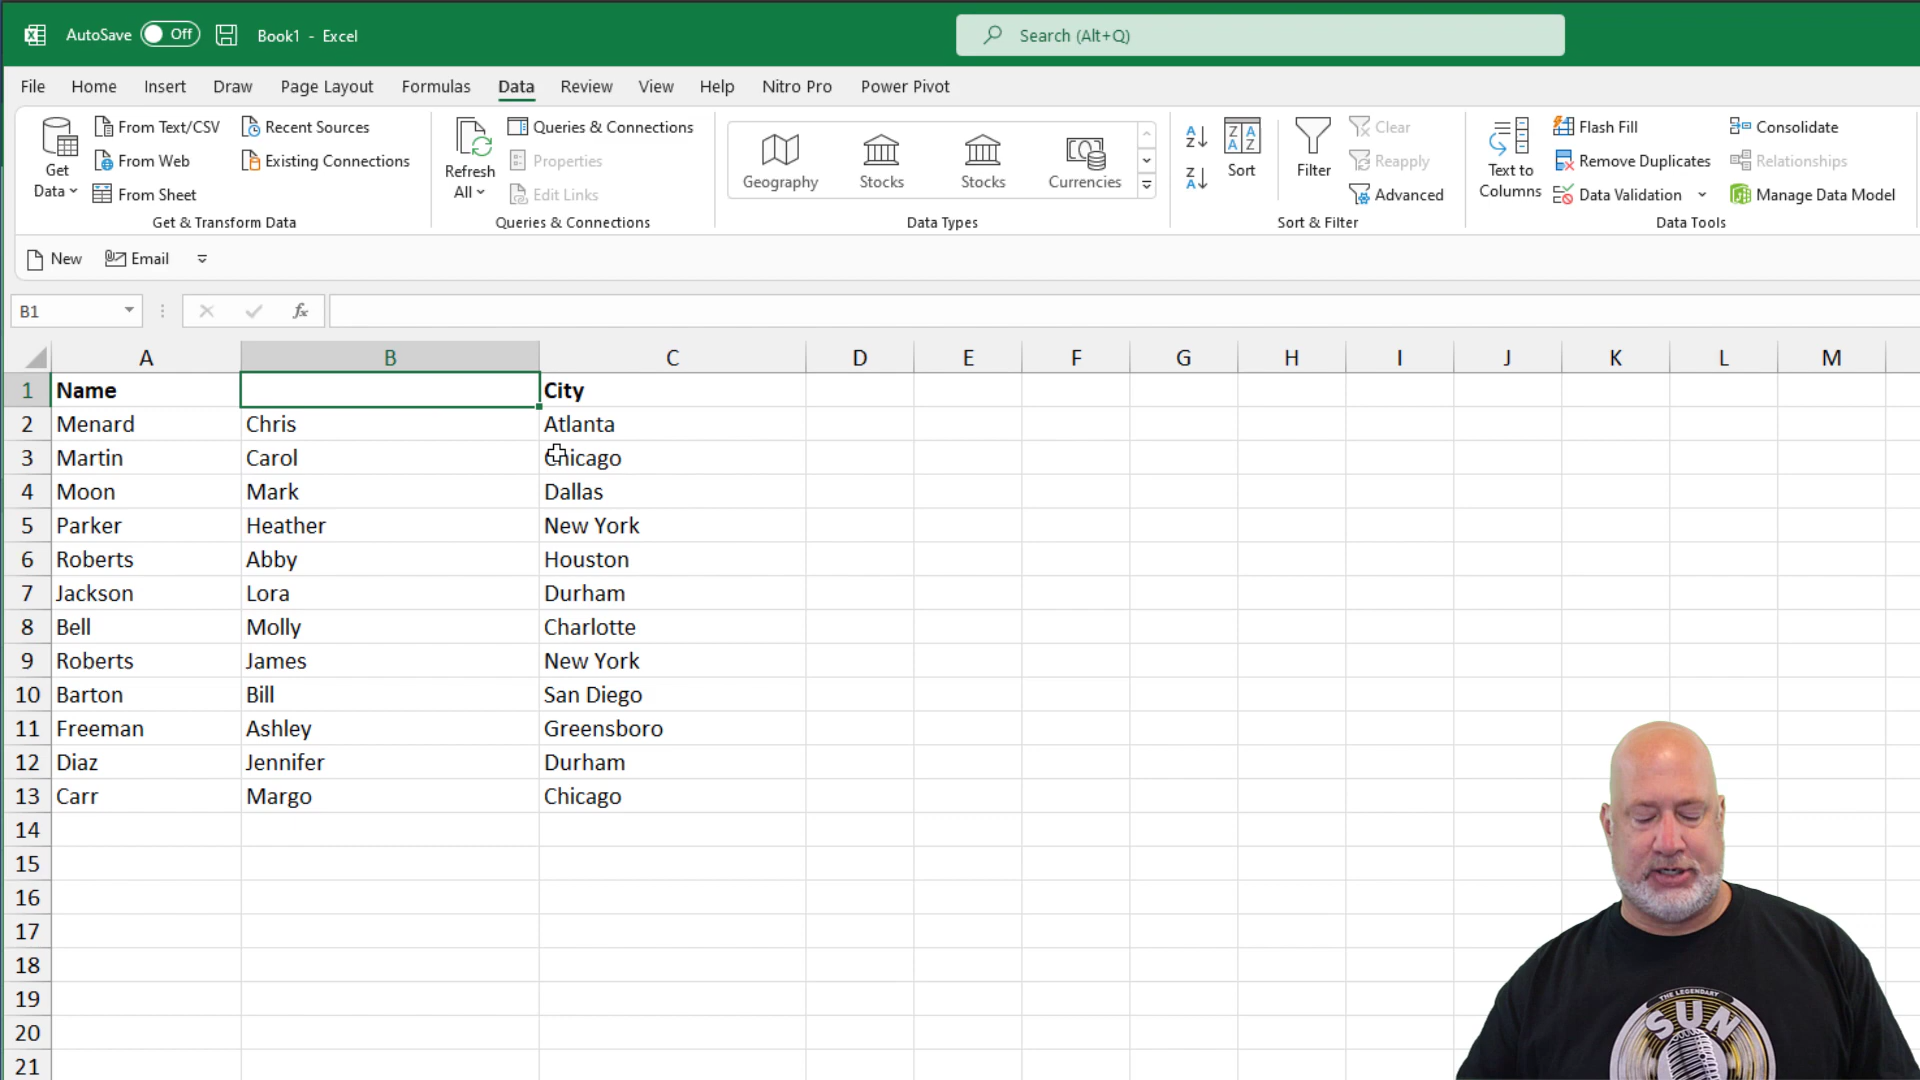 AutoSave Off Book1 - Excel Search (Alt+Q)
File Home Insert Draw Page Layout Formulas Data Review View Help Nitro Pro Power Pivot
Get Data
From Text/CSV
From Web
From Sheet
Recent Sources
Existing Connections
Get & Transform Data
Refresh All
Queries & Connections
Properties
Edit Links
Queries & Connections
Geography Stocks Stocks Currencies
Data Types
Sort
Filter
Clear
Reapply
Advanced
Sort & Filter
Text to Columns
Flash Fill
Remove Duplicates
Data Validation
Consolidate
Relationships
Manage Data Model
Data Tools
New Email
B1 fx
A B C D E F G H I J K L M
1 Name City
2 Menard Chris Atlanta
3 Martin Carol Chicago
4 Moon Mark Dallas
5 Parker Heather New York
6 Roberts Abby Houston
7 Jackson Lora Durham
8 Bell Molly Charlotte
9 Roberts James New York
10 Barton Bill San Diego
11 Freeman Ashley Greensboro
12 Diaz Jennifer Durham
13 Carr Margo Chicago
14
15
16
17
18
19
20
21
THE LEGENDARY
SUN